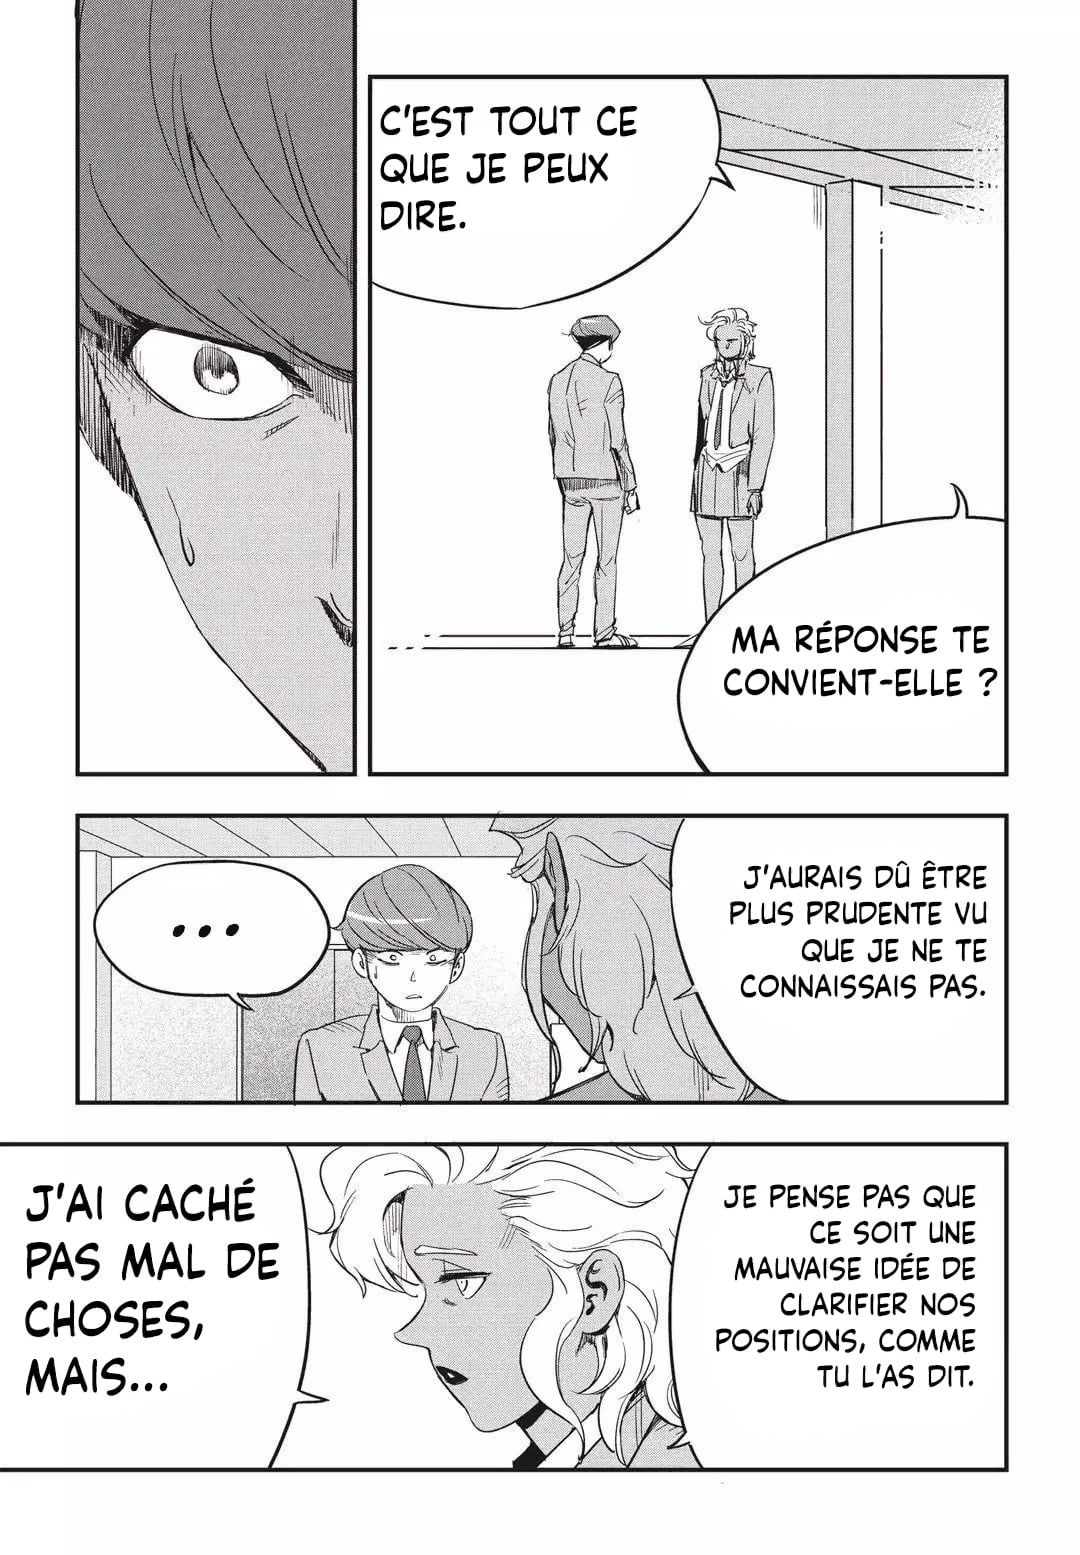 C'EST TOUT CE
QUE JE PEUX
DIRE.
MA RÉPONSE TE
CONVIENT-ELLE ?
J'AURAIS DÛ ÊTRE
PLUS PRUDENTE VU
QUE JE NE TE
CONNAISSAIS PAS.
...
JE PENSE PAS QUE
CE SOIT UNE
MAUVAISE IDÉE DE
CLARIFIER NOS
POSITIONS, COMME
TU L'AS DIT.
J'AI CACHÉ
PAS MAL DE
CHOSES,
MAIS...